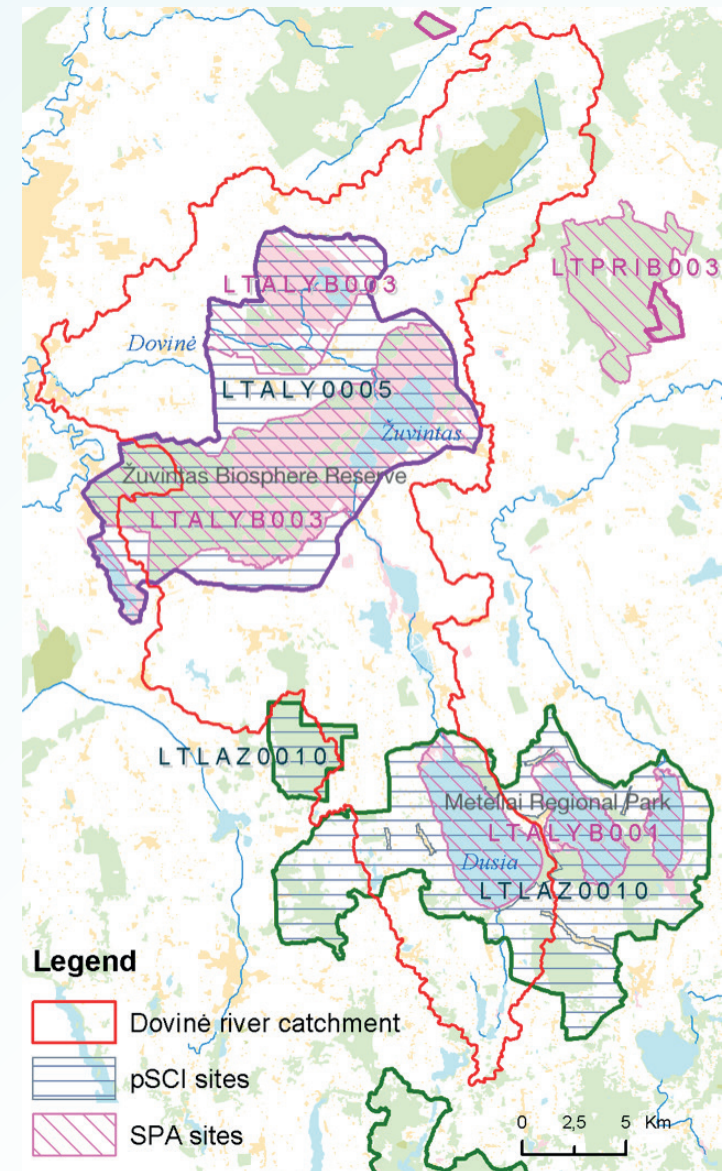 LTALYB003
LTPRIB003
Dovinė
LTALY0005
Žuvintas
Žuvintas Biosphere Reserve
LTALYB003
LTLAZ0010
Meteliai Regional Park
LTALYB001
Dusia
LTLAZ0010
Legend
Dovinė river catchment
pSCI sites
SPA sites
0 2,5 5 Km